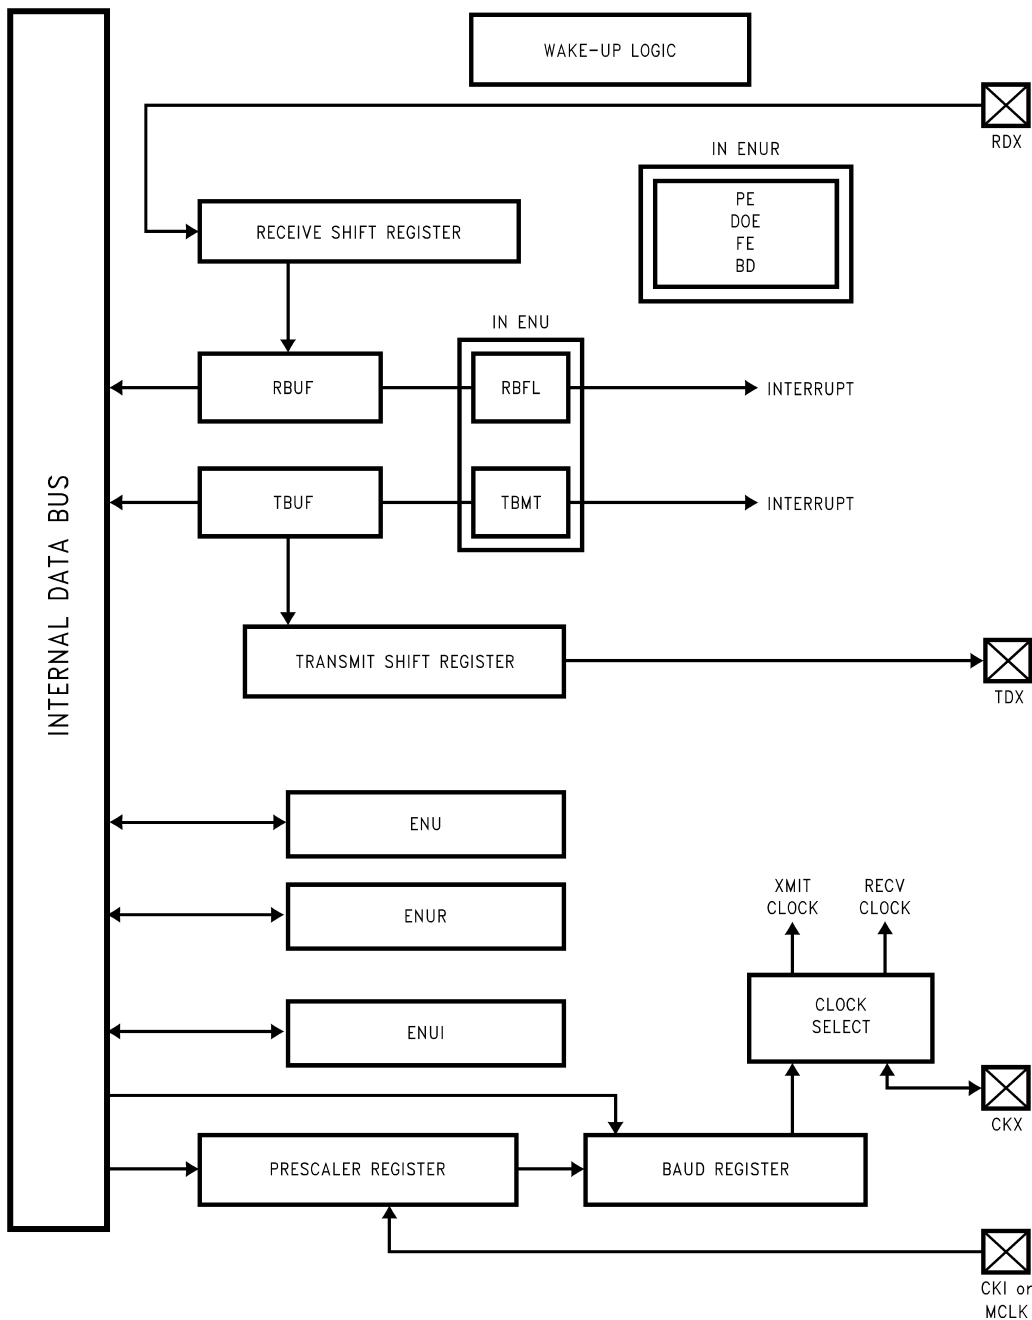 WAKE-UP LOGIC
RDX
IN ENUR
PE
DOE
FE
BD
RECEIVE SHIFT REGISTER
IN ENU
RBUF
RBFL
INTERRUPT
TBUF
TBMT
INTERRUPT
INTERNAL DATA BUS
TRANSMIT SHIFT REGISTER
TDX
ENU
XMIT
CLOCK
RECV
CLOCK
ENUR
CLOCK
SELECT
ENUI
CKX
PRESCALER REGISTER
BAUD REGISTER
CKI or
MCLK